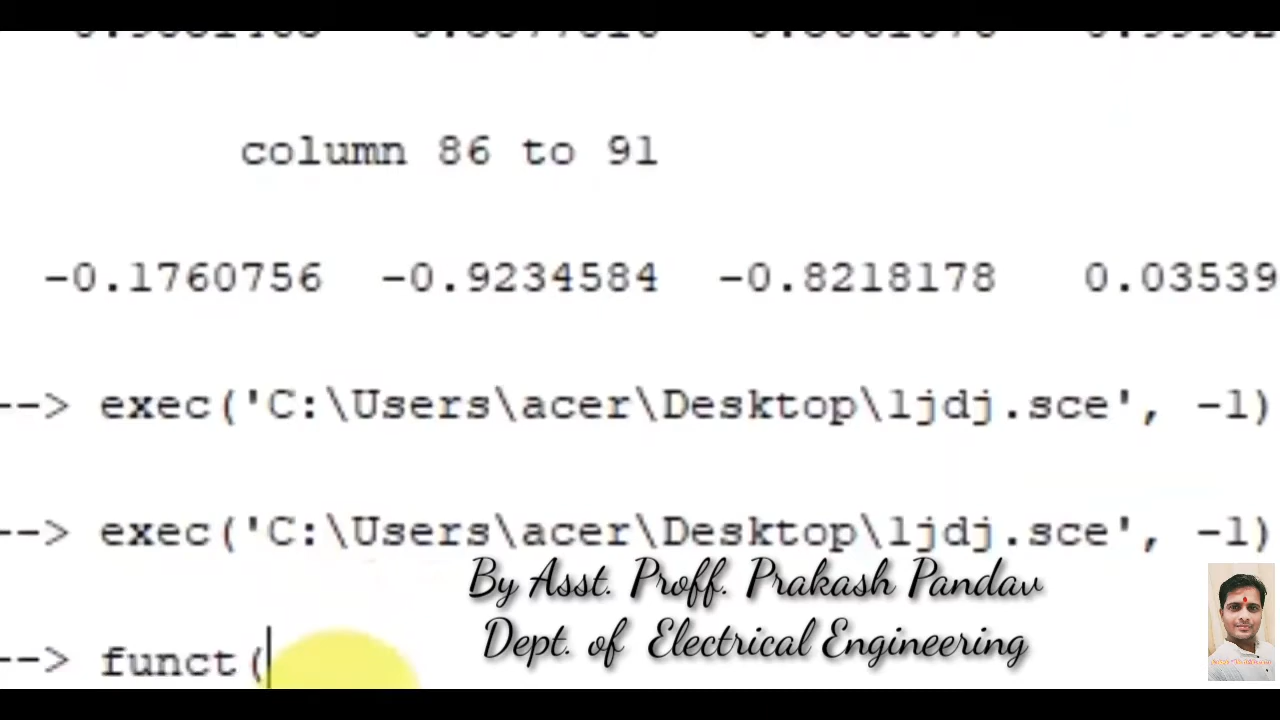 column 86 to 91
-0.1760756 -0.9234584 -0.8218178 0.03539
--> exec('C:\Users\acer\Desktop\ljdj.sce', -1)
--> exec('C:\Users\acer\Desktop\ljdj.sce', -1)
By Asst. Proff. Prakash Pandav
Dept. of Electrical Engineering
--> funct(